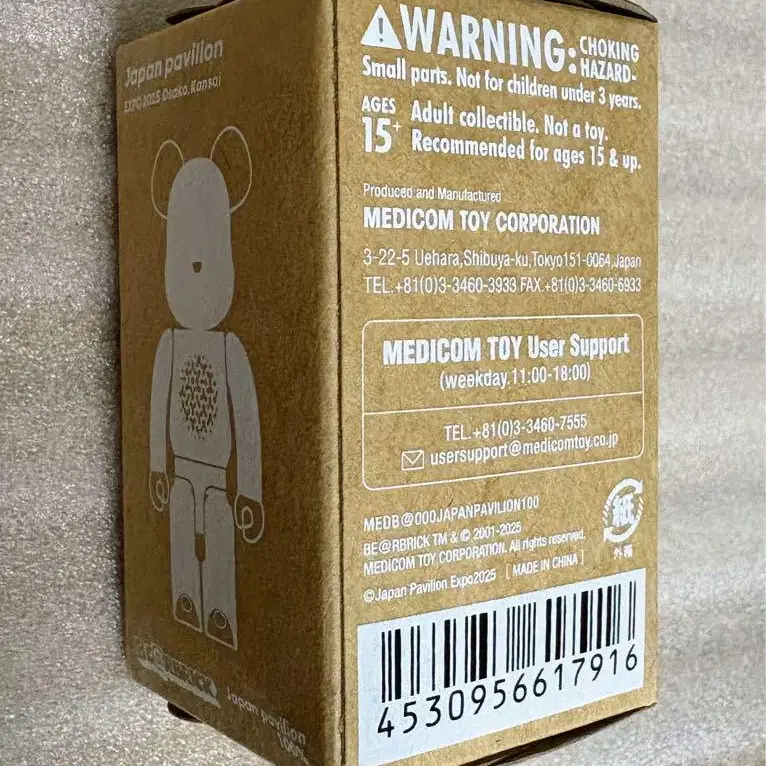 Japan pavilion
EXPO 2025 Osaka, Kansai
BE@RBRICK
Japan pavilion
100%
WARNING: CHOKING HAZARD-
Small parts. Not for children under 3 years.
AGES 15+ Adult collectible. Not a toy.
Recommended for ages 15 & up.
Produced and Manufactured
MEDICOM TOY CORPORATION
3-22-5 Uehara,Shibuya-ku,Tokyo151-0064,Japan
TEL.+81(0)3-3460-3933 FAX.+81(0)3-3460-6933
MEDICOM TOY User Support
(weekday.11:00-18:00)
TEL.+81(0)3-3460-7555
usersupport@medicomtoy.co.jp
紙
外箱
MEDB@000JAPANPAVILION100
BE@RBRICK TM & © 2001-2025
MEDICOM TOY CORPORATION. All rights reserved.
©Japan Pavilion Expo2025 [MADE IN CHINA]
4530956617916